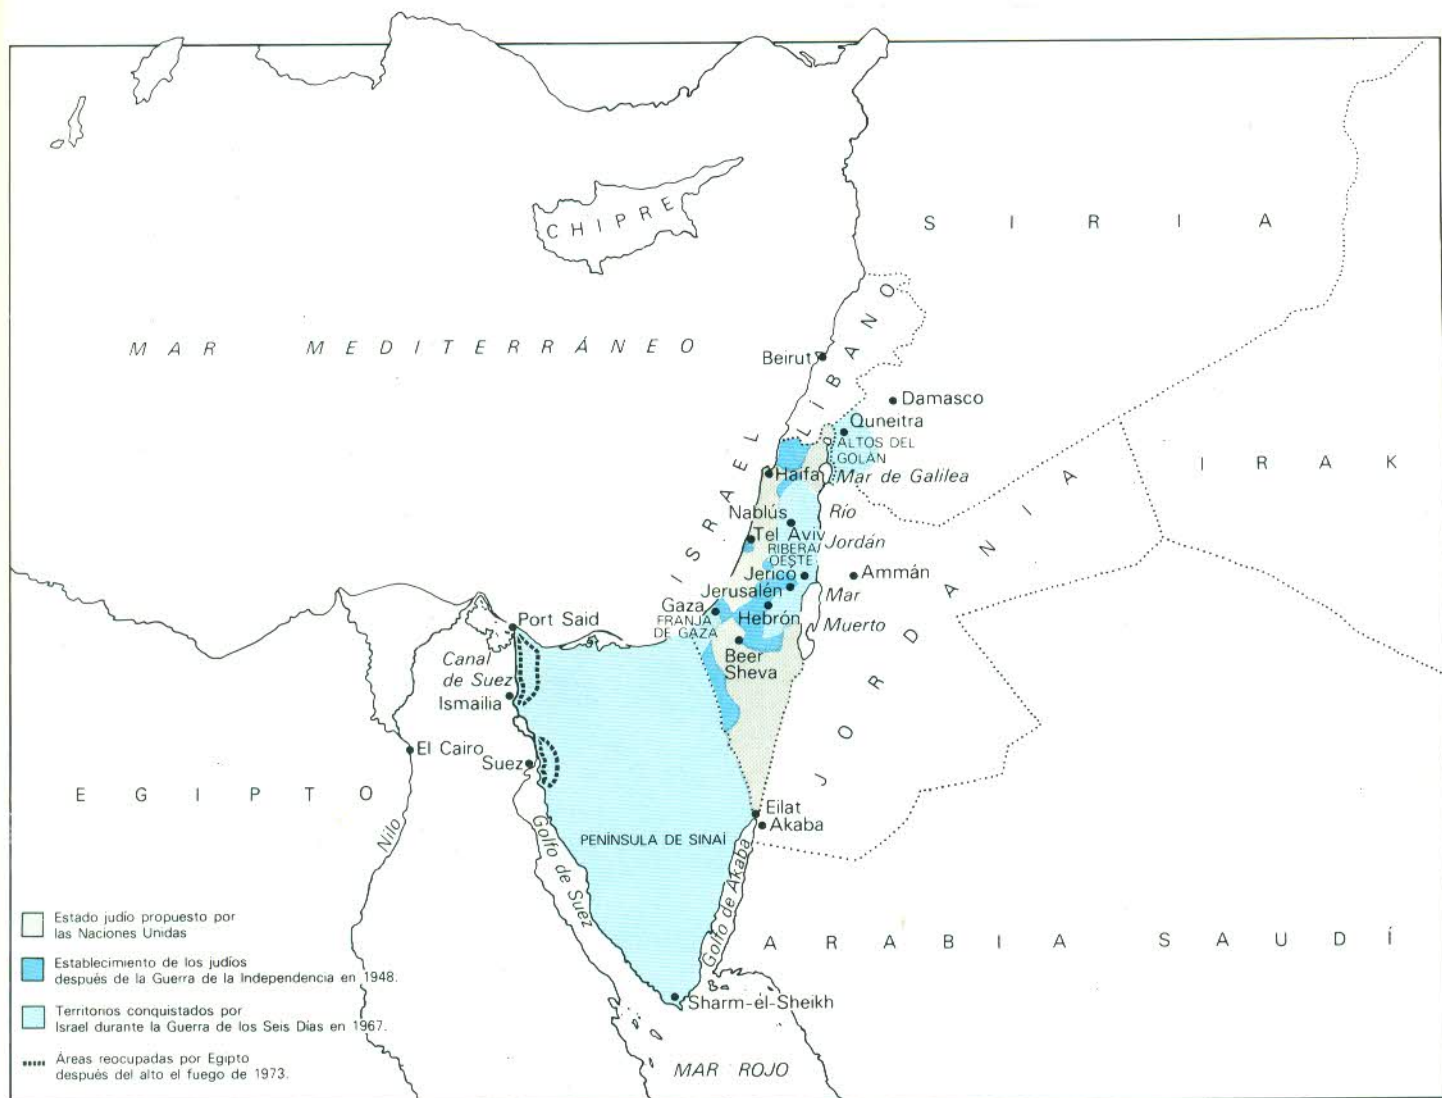 CHIPRE
SIRIA
MAR MEDITERRÁNEO
LÍBANO
Beirut
Damasco
Quneitra
ALTOS DEL
GOLÁN
ISRAEL
Haifa
Mar de Galilea
IRAK
JORDANIA
Nablús
Río
Jordán
Tel Aviv
RIBERA
OESTE
Jericó
Ammán
Jerusalén
Mar
Muerto
Gaza
FRANJA
DE GAZA
Hebrón
Port Said
Beer
Sheva
Canal
de Suez
Ismailia
El Cairo
Suez
EGIPTO
Nilo
Golfo de Suez
PENÍNSULA DE SINAÍ
Eilat
Akaba
Golfo de Akaba
ARABIA SAUDÍ
Sharm-el-Sheikh
MAR ROJO
Estado judío propuesto por
las Naciones Unidas
Establecimiento de los judíos
después de la Guerra de la Independencia en 1948.
Territorios conquistados por
Israel durante la Guerra de los Seis Días en 1967.
Áreas reocupadas por Egipto
después del alto el fuego de 1973.